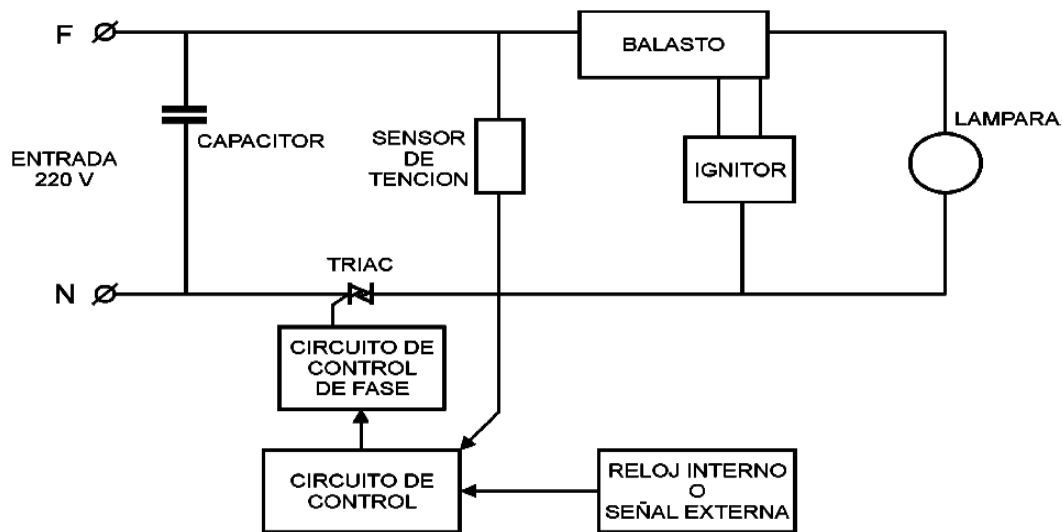 F
BALASTO
LAMPARA
CAPACITOR
SENSOR
DE
TENCION
ENTRADA
220 V
IGNITOR
TRIAC
N
CIRCUITO DE
CONTROL
DE FASE
CIRCUITO DE
CONTROL
RELOJ INTERNO
O
SEÑAL EXTERNA